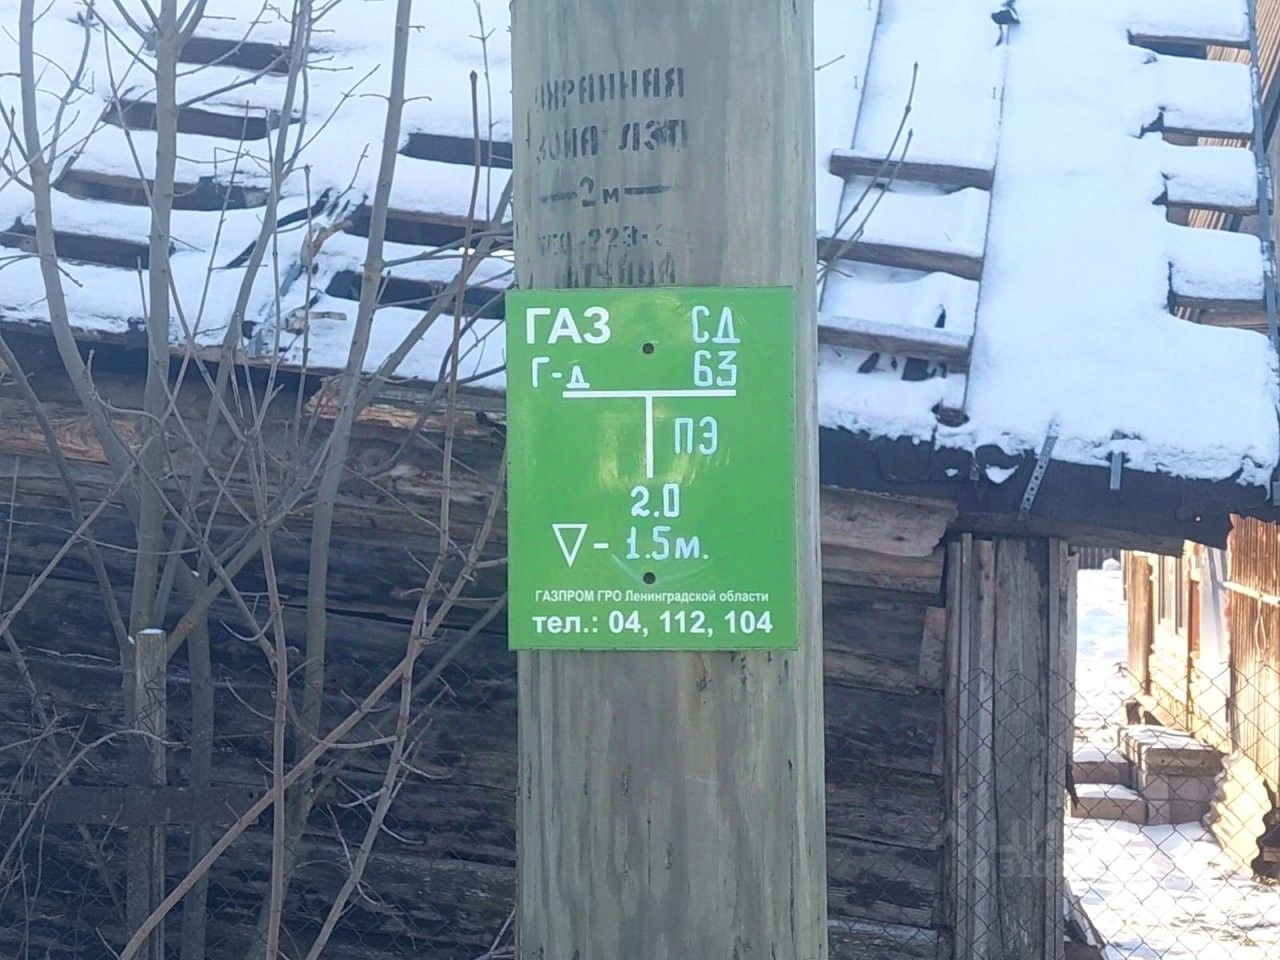 ЗОНА ЛЭП
2м
ГАЗ СД
Г-д 63
ПЭ
2.0
▽ - 1.5м.
ГАЗПРОМ ГРО Ленинградской области
тел.: 04, 112, 104